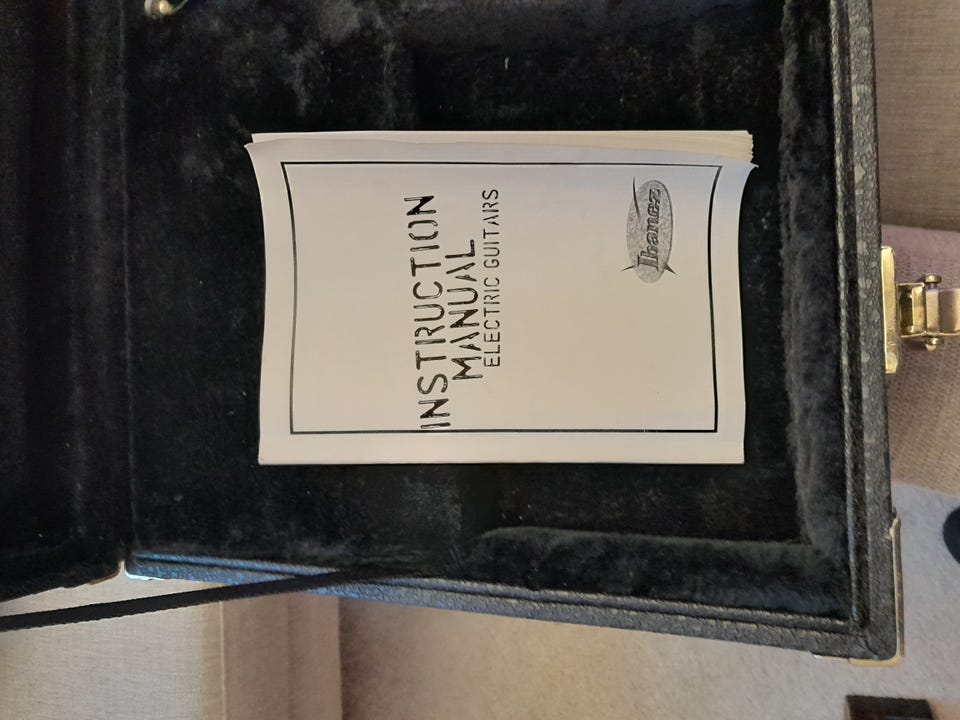 INSTRUCTION
MANUAL
ELECTRIC GUITARS
Ibanez